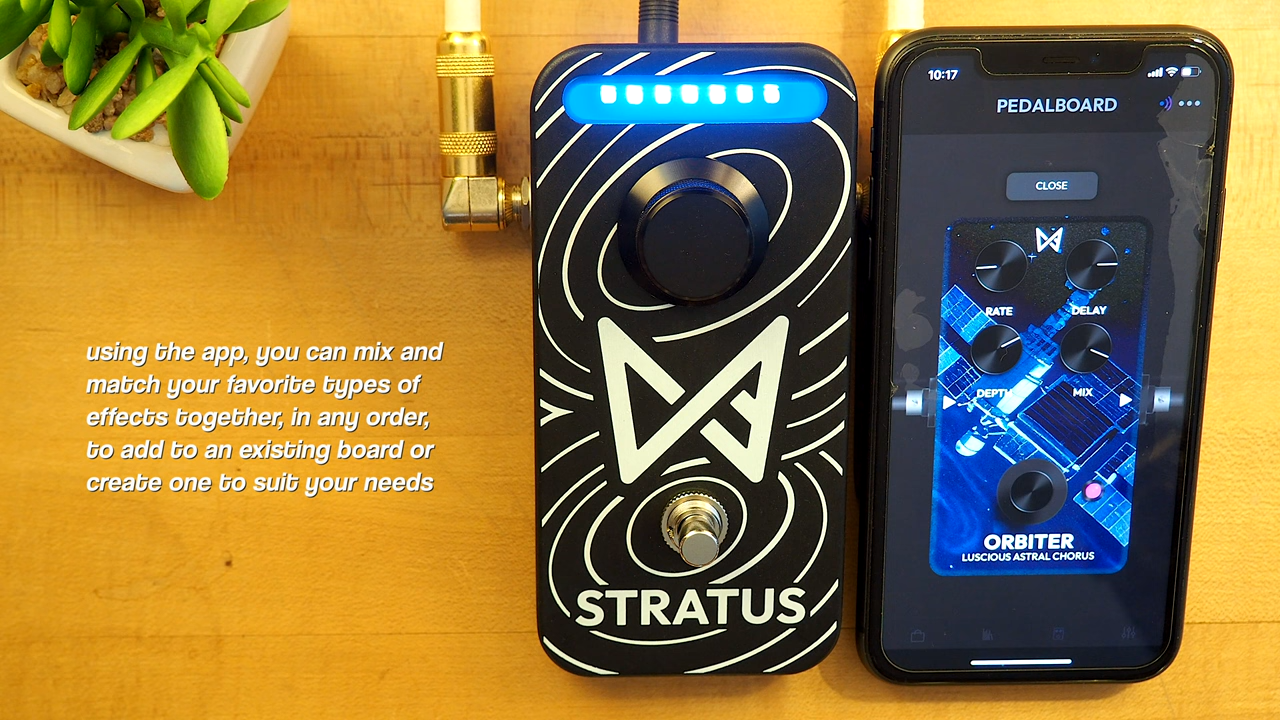 using the app, you can mix and
match your favorite types of
effects together, in any order,
to add to an existing board or
create one to suit your needs
STRATUS
10:17
PEDALBOARD
CLOSE
RATE DELAY
DEPTH MIX
ORBITER
LUSCIOUS ASTRAL CHORUS